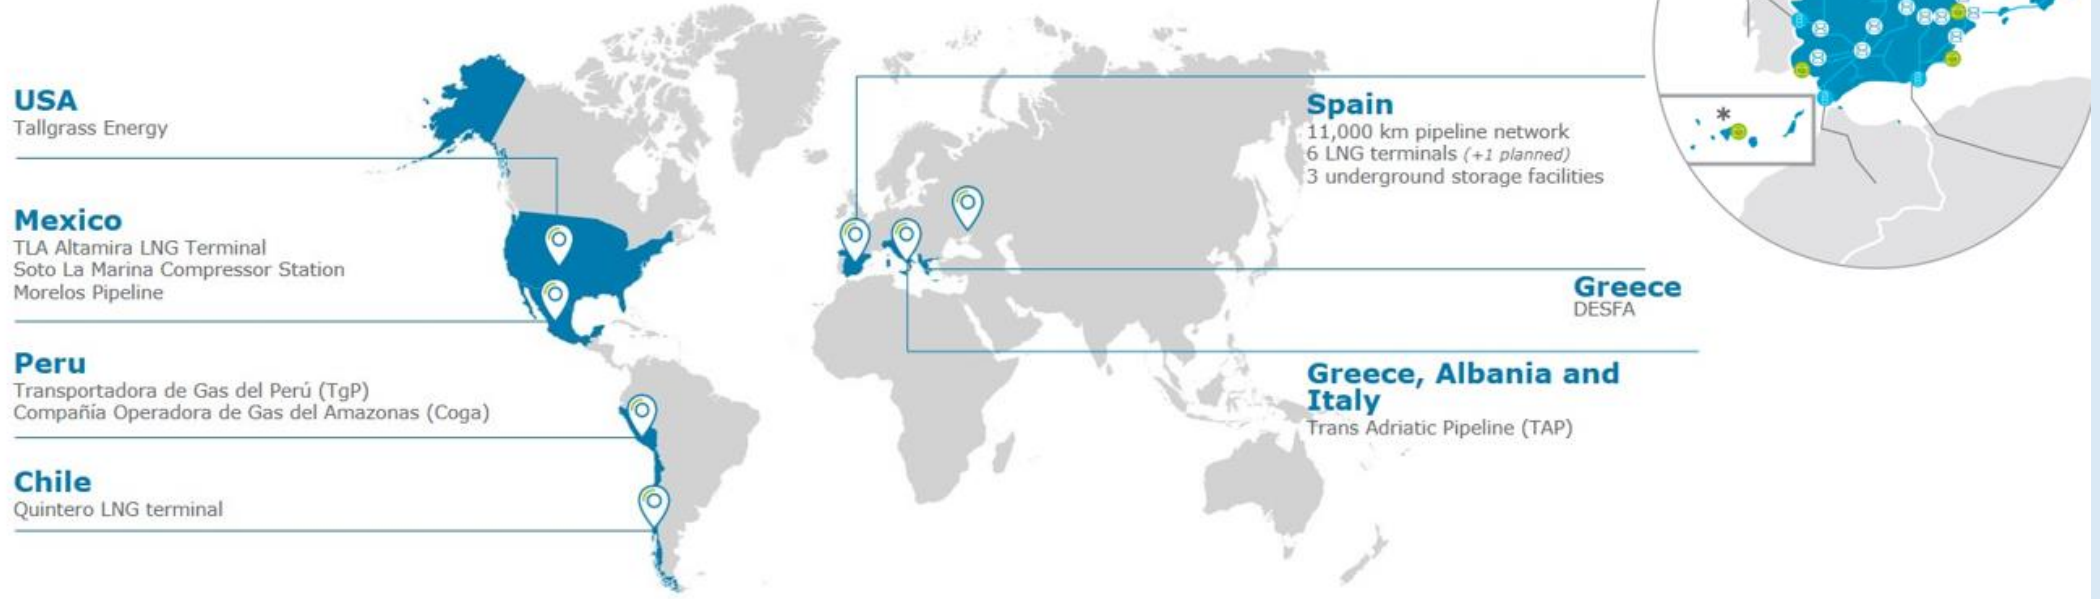 USA
Tallgrass Energy
Mexico
TLA Altamira LNG Terminal
Soto La Marina Compressor Station
Morelos Pipeline
Peru
Transportadora de Gas del Perú (TgP)
Compañía Operadora de Gas del Amazonas (Coga)
Chile
Quintero LNG terminal
Spain
11,000 km pipeline network
6 LNG terminals (+1 planned)
3 underground storage facilities
Greece
DESFA
Greece, Albania and
Italy
Trans Adriatic Pipeline (TAP)
*